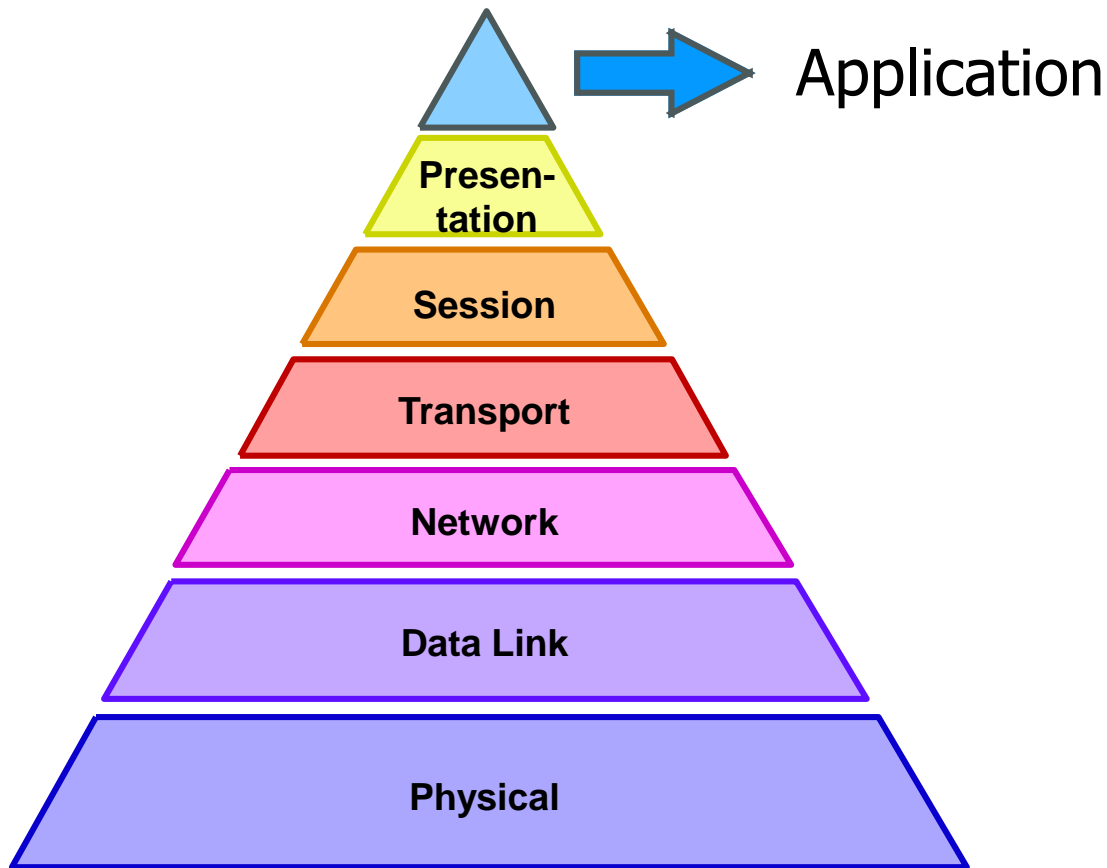 Application
Presen-
tation
Session
Transport
Network
Data Link
Physical